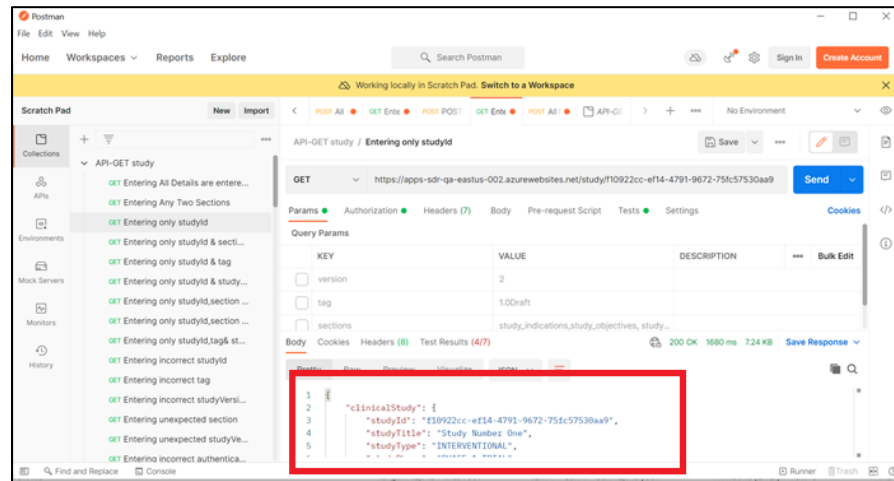 Postman
File Edit View Help
Home Workspaces Reports Explore
Search Postman
Sign In
Create Account
Working locally in Scratch Pad. Switch to a Workspace
Scratch Pad
New Import
POST All
GET Ente
POST POST
GET Ente
POST All
API-GE
No Environment
Collections
APIs
Environments
Mock Servers
Monitors
History
API-GET study
GET Entering All Details are entere...
GET Entering Any Two Sections
GET Entering only studyId
GET Entering only studyId & secti...
GET Entering only studyId & tag
GET Entering only studyId & study...
GET Entering only studyId,section ...
GET Entering only studyId,section ...
GET Entering only studyId,tag& st...
GET Entering incorrect studyId
GET Entering incorrect tag
GET Entering incorrect studyVersi...
GET Entering unexpected section
GET Entering unexpected studyVe...
GET Entering incorrect authentica...
API-GET study / Entering only studyId
Save
GET https://apps-sdr-qa-eastus-002.azurewebsites.net/study/f10922cc-ef14-4791-9672-75fc57530aa9
Send
Params Authorization Headers (7) Body Pre-request Script Tests Settings
Cookies
Query Params
KEY VALUE DESCRIPTION Bulk Edit
version 2
tag 1.0Draft
sections study_indications,study_objectives, study...
Body Cookies Headers (8) Test Results (4/7)
200 OK 1680 ms 7.24 KB Save Response
Pretty Raw Preview Visualize JSON
1 {
2 "clinicalStudy": {
3 "studyId": "f10922cc-ef14-4791-9672-75fc57530aa9",
4 "studyTitle": "Study Number One",
5 "studyType": "INTERVENTIONAL",
Find and Replace Console
Runner Trash